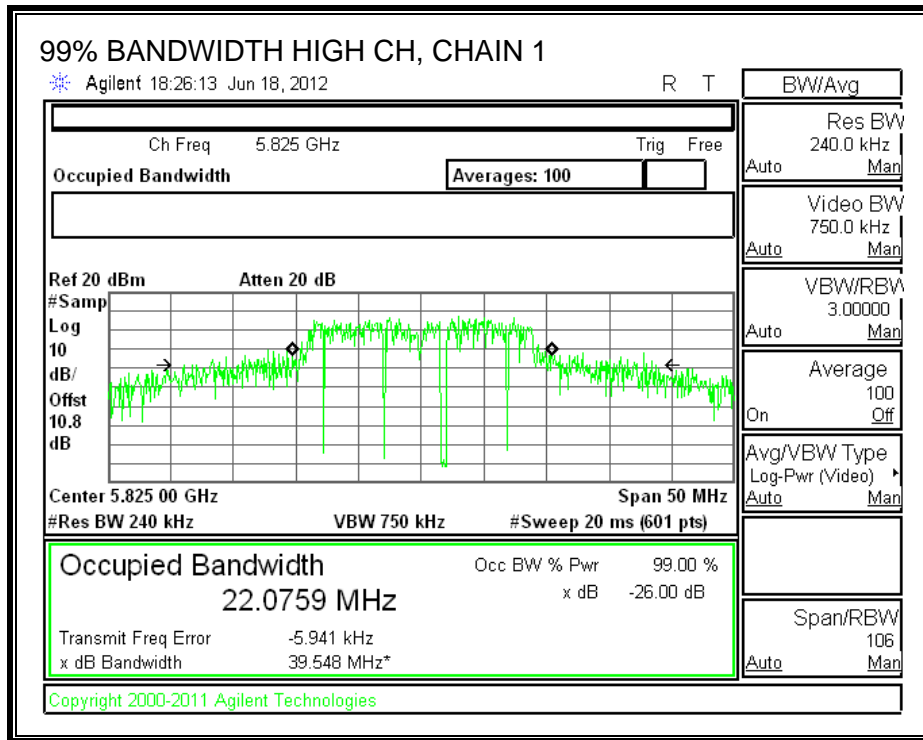 99% BANDWIDTH HIGH CH, CHAIN 1
Agilent 18:26:13 Jun 18, 2012 R T
Ch Freq 5.825 GHz Trig Free
Occupied Bandwidth Averages: 100
Ref 20 dBm Atten 20 dB
#Samp
Log
10
dB/
Offst
10.8
dB
Center 5.825 00 GHz Span 50 MHz
#Res BW 240 kHz VBW 750 kHz #Sweep 20 ms (601 pts)
Occupied Bandwidth Occ BW % Pwr 99.00 %
22.0759 MHz x dB -26.00 dB
Transmit Freq Error -5.941 kHz
x dB Bandwidth 39.548 MHz*
Copyright 2000-2011 Agilent Technologies
BW/Avg
Res BW
240.0 kHz
Auto Man
Video BW
750.0 kHz
Auto Man
VBW/RBW
3.00000
Auto Man
Average
100
On Off
Avg/VBW Type
Log-Pwr (Video)
Auto Man
Span/RBW
106
Auto Man